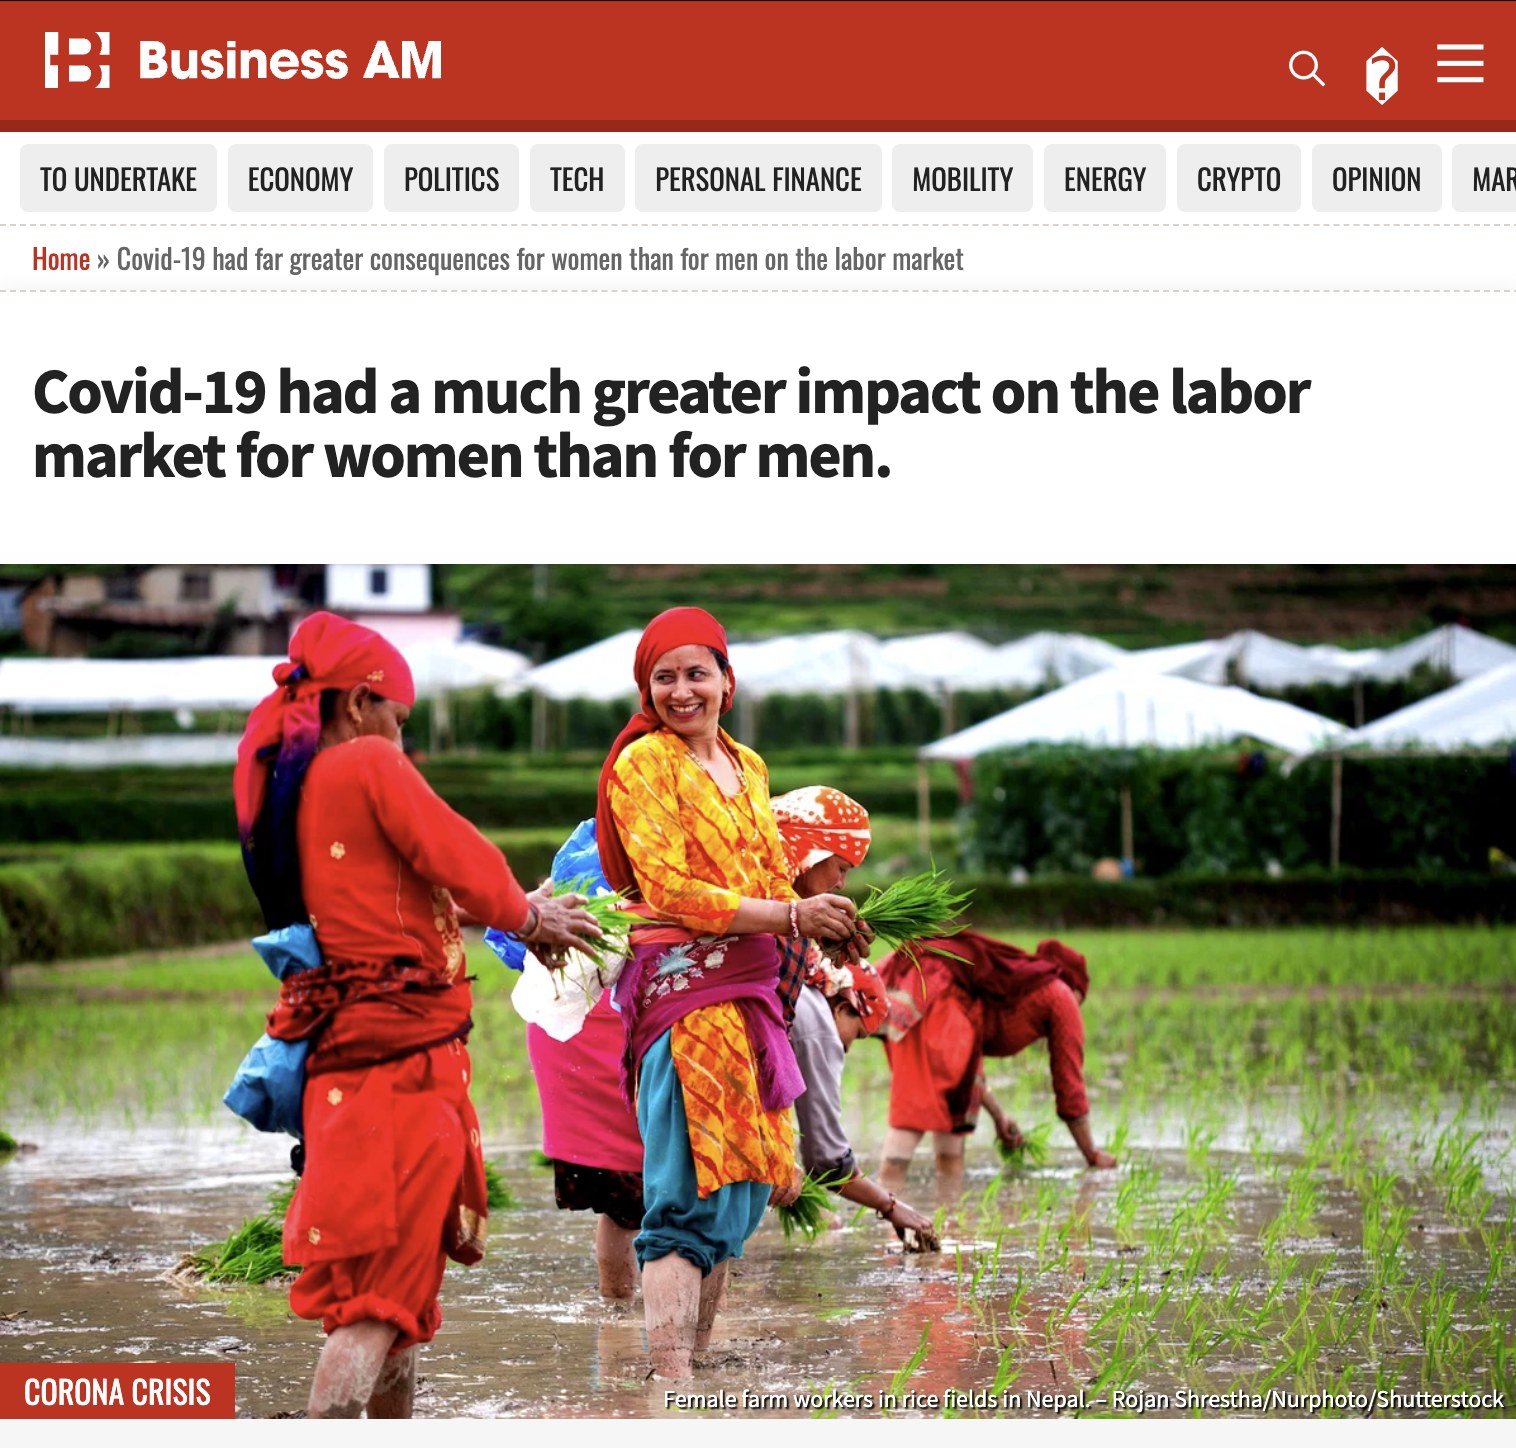 Business AM
TO UNDERTAKE ECONOMY POLITICS TECH PERSONAL FINANCE MOBILITY ENERGY CRYPTO OPINION
Home » Covid-19 had far greater consequences for women than for men on the labor market
Covid-19 had a much greater impact on the labor
market for women than for men.
CORONA CRISIS
Female farm workers in rice fields in Nepal. – Rojan Shrestha/Nurphoto/Shutterstock